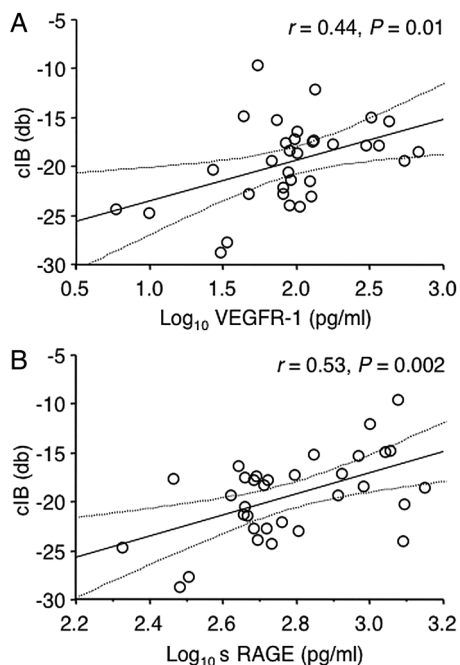 A
r = 0.44, P = 0.01
cIB (db)
-5
-10
-15
-20
-25
-30
0.5 1.0 1.5 2.0 2.5 3.0
Log10 VEGFR-1 (pg/ml)
B
r = 0.53, P = 0.002
cIB (db)
-5
-10
-15
-20
-25
-30
2.2 2.4 2.6 2.8 3.0 3.2
Log10 s RAGE (pg/ml)